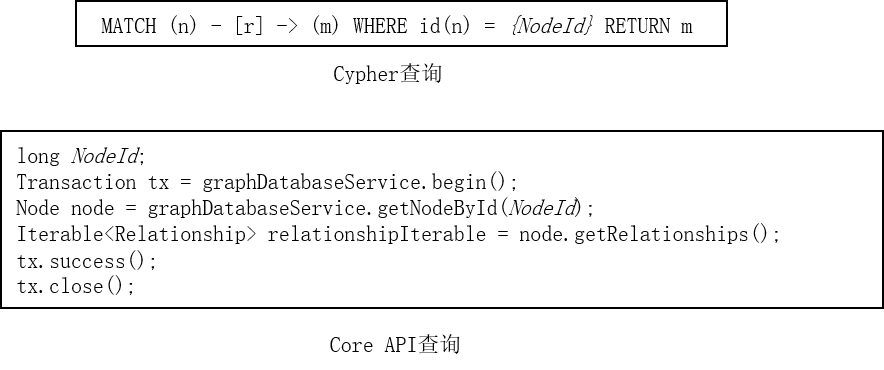 MATCH (n) - [r] -> (m) WHERE id(n) = {NodeId} RETURN m
Cypher查询
long NodeId;
Transaction tx = graphDatabaseService.begin();
Node node = graphDatabaseService.getNodeById(NodeId);
Iterable<Relationship> relationshipIterable = node.getRelationships();
tx.success();
tx.close();
Core API查询